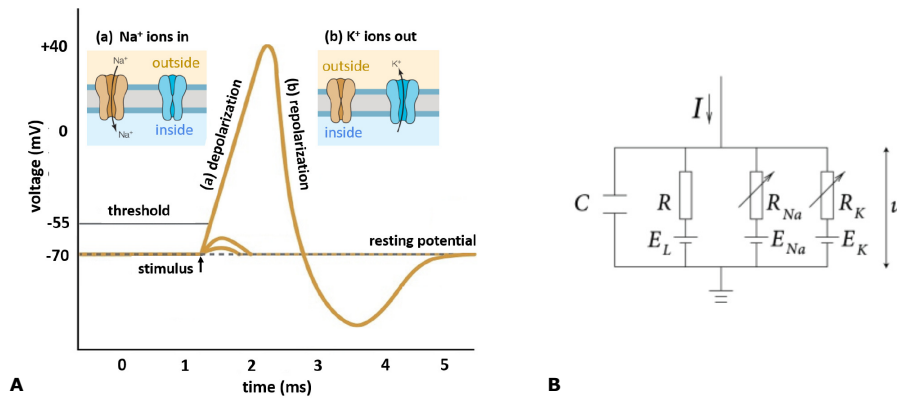 (a) Na⁺ ions in
Na⁺
outside
inside
Na⁺
(b) K⁺ ions out
outside
K⁺
inside
+40
0
-55
-70
voltage (mV)
(a) depolarization
(b) repolarization
threshold
resting potential
stimulus
0 1 2 3 4 5
time (ms)
A
I
C
R
R_Na
R_K
E_L
E_Na
E_K
u
B